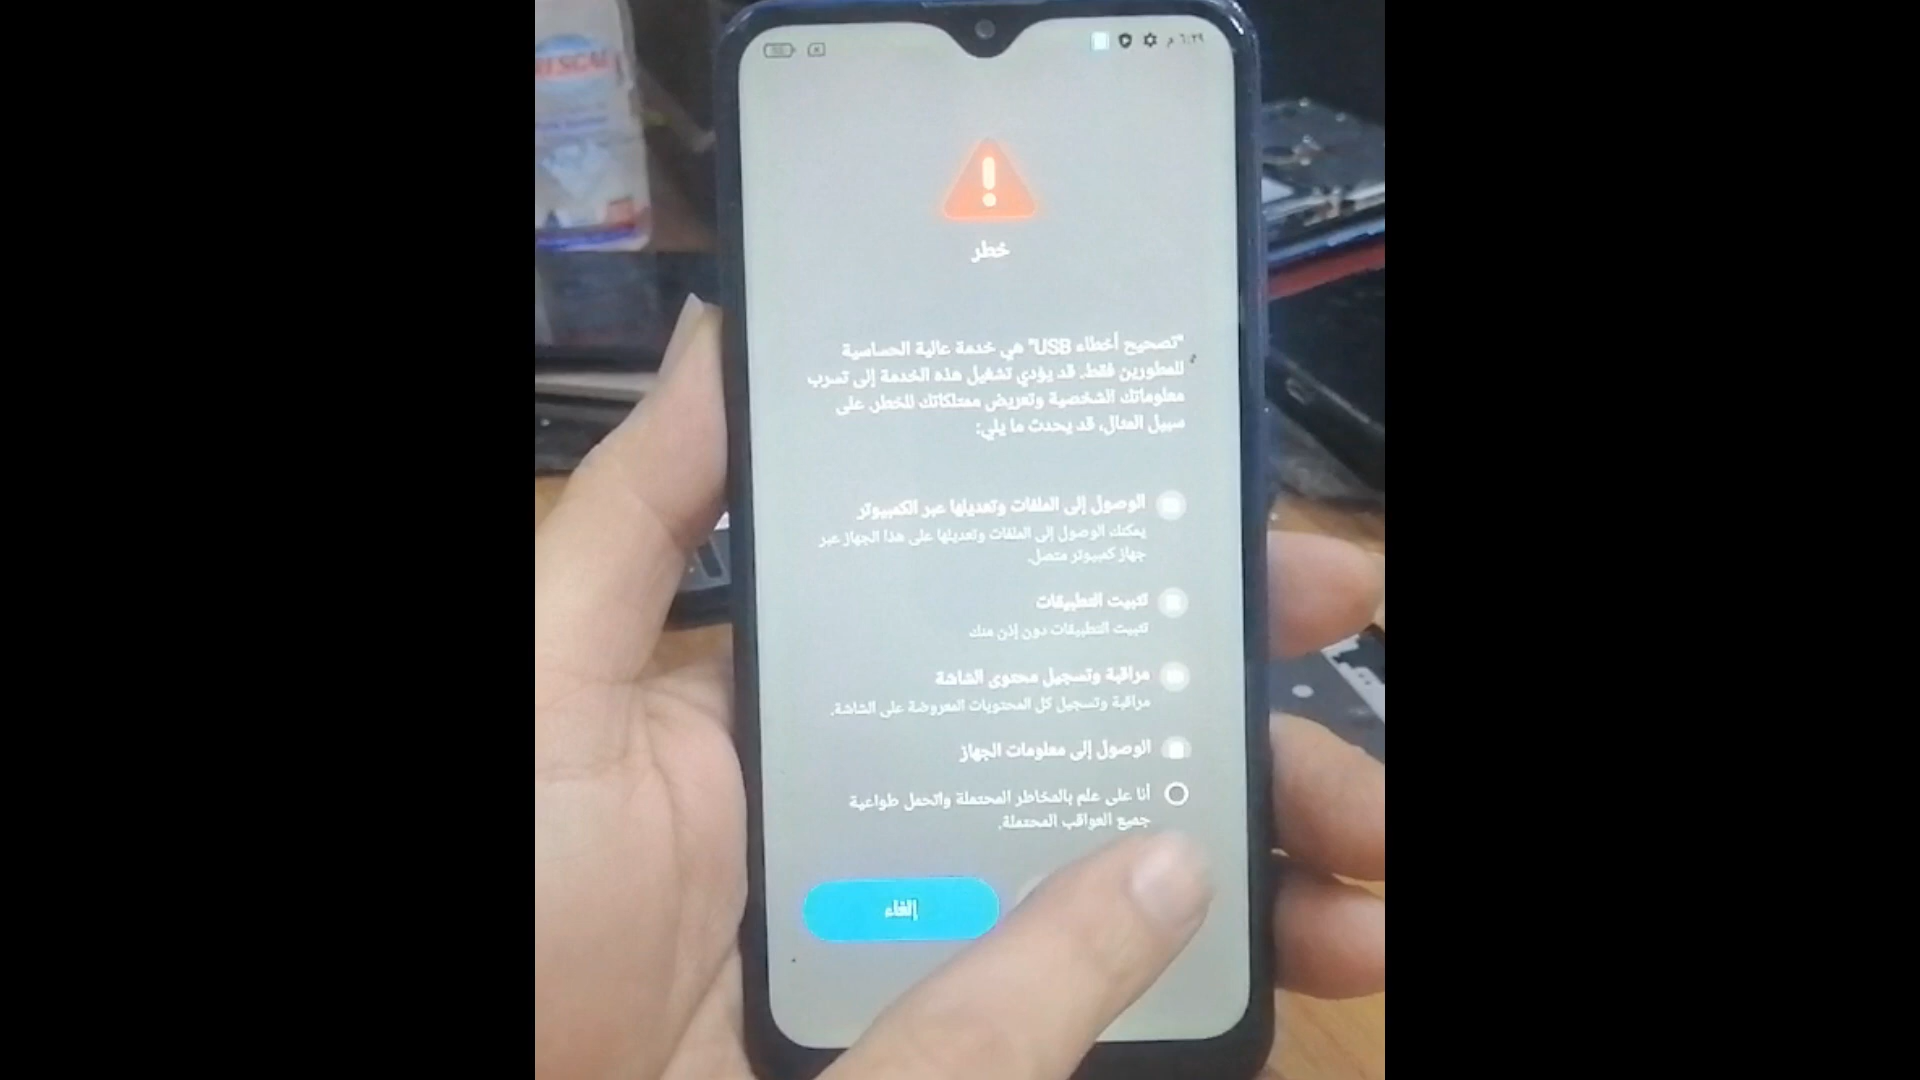 ٦:٢٩ م
خطر
"تصحيح أخطاء USB" هي خدمة عالية الحساسية
للمطورين فقط. قد يؤدي تشغيل هذه الخدمة إلى تسرب
معلوماتك الشخصية وتعريض ممتلكاتك للخطر. على
سبيل المثال، قد يحدث ما يلي:
الوصول إلى الملفات وتعديلها عبر الكمبيوتر
يمكنك الوصول إلى الملفات وتعديلها على هذا الجهاز عبر
جهاز كمبيوتر متصل.
تثبيت التطبيقات
تثبيت التطبيقات دون إذن منك
مراقبة وتسجيل محتوى الشاشة
مراقبة وتسجيل كل المحتويات المعروضة على الشاشة.
الوصول إلى معلومات الجهاز
أنا على علم بالمخاطر المحتملة واتحمل طواعية
جميع العواقب المحتملة.
إلغاء